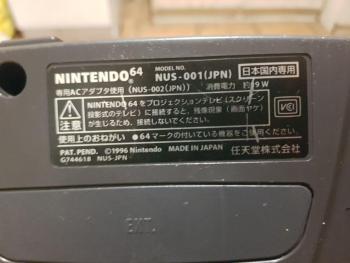 NINTENDO64 MODEL NO. NUS-001(JPN) 日本国内専用
専用ACアダプタ使用 (NUS-002(JPN)) 消費電力 約19W
注意 NINTENDO 64 をプロジェクションテレビ(スクリーン
投影式のテレビ)に接続すると、残像現象(画面ヤケ)
が生じるため、接続しないでください。
使用上のおねがい ●64マークの付いている機器をご使用ください。
PAT. PEND. ©1996 Nintendo MADE IN JAPAN 任天堂株式会社
G744618 NUS-JPN
EXT.